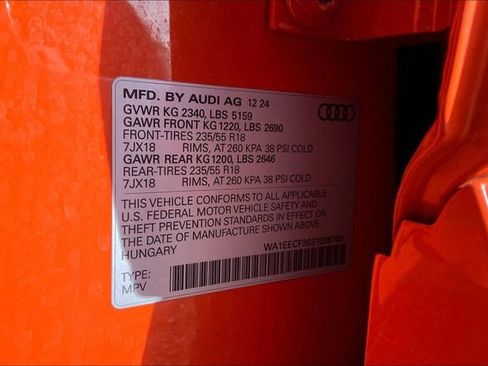 MFD. BY AUDI AG 12 24
GVWR KG 2340, LBS 5159
GAWR FRONT KG 1220, LBS 2690
FRONT-TIRES 235/55 R18
7JX18 RIMS, AT 260 KPA 38 PSI COLD
GAWR REAR KG 1200, LBS 2646
REAR-TIRES 235/55 R18
7JX18 RIMS, AT 260 KPA 38 PSI COLD
THIS VEHICLE CONFORMS TO ALL APPLICABLE
U.S. FEDERAL MOTOR VEHICLE SAFETY AND
THEFT PREVENTION STANDARDS IN EFFECT ON
THE DATE OF MANUFACTURE SHOWN ABOVE.
HUNGARY
WA1EECF36S1036700
TYPE:
MPV